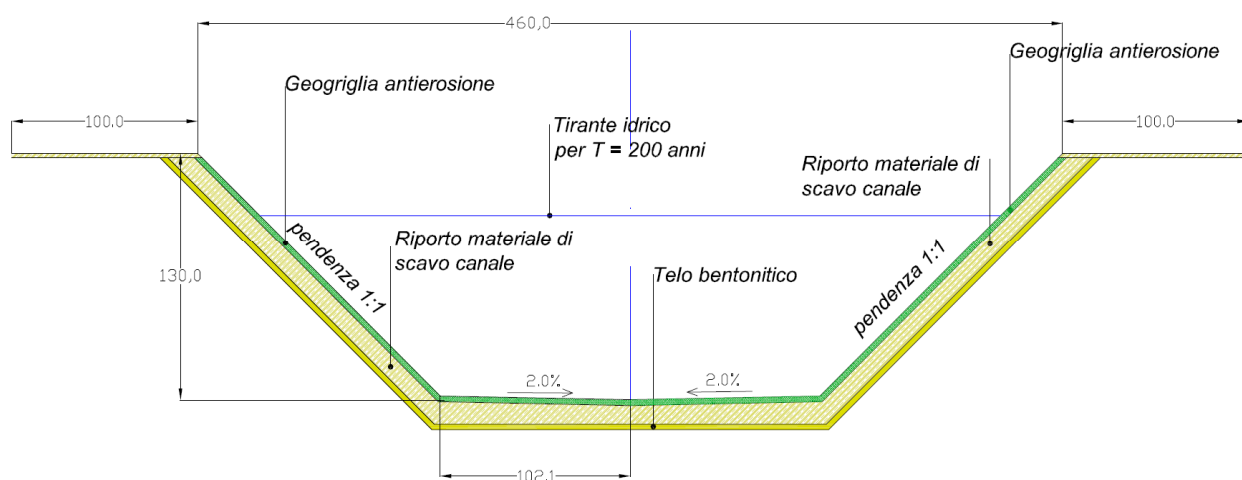 460,0
Geogriglia antierosione
Geogriglia antierosione
100.0
Tirante idrico
per T = 200 anni
100.0
Riporto materiale di
scavo canale
pendenza 1:1
Riporto materiale di
scavo canale
130,0
Telo bentonitico
pendenza 1:1
2.0%
2.0%
102,1